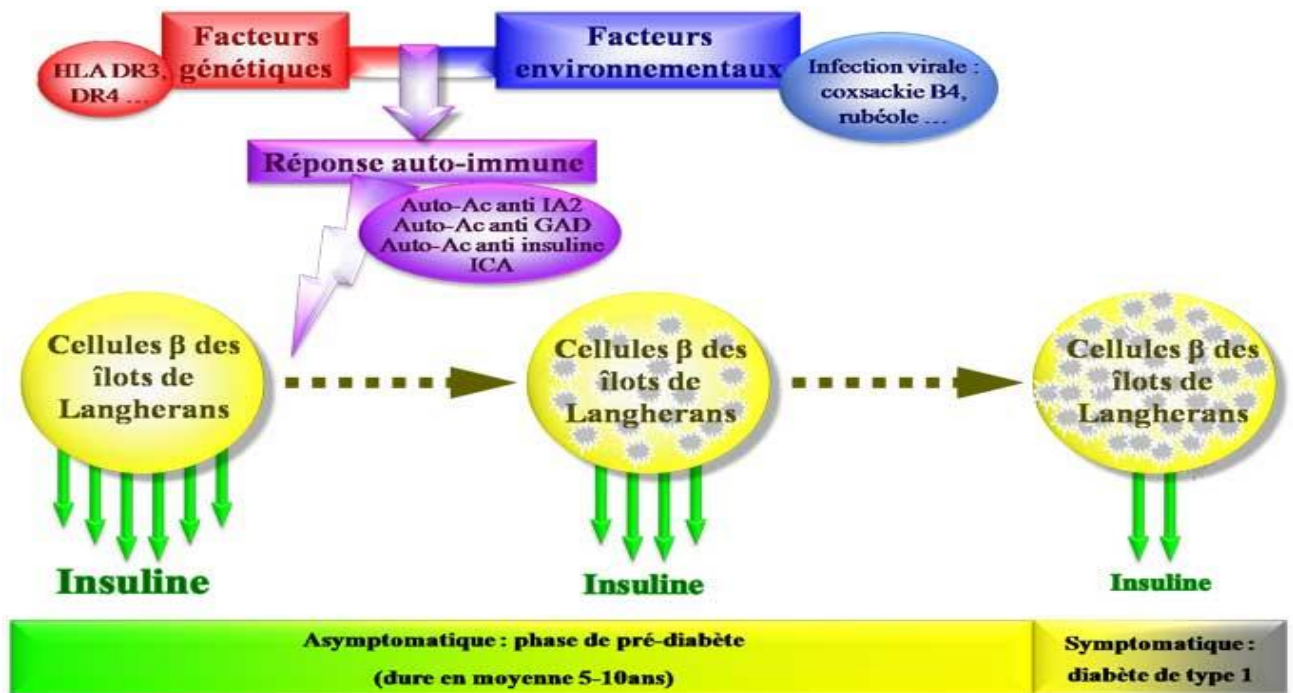 Facteurs
génétiques
HLA DR3,
DR4 ...
Facteurs
environnementaux
Infection virale :
coxsackie B4,
rubéole ...
Réponse auto-immune
Auto-Ac anti IA2
Auto-Ac anti GAD
Auto-Ac anti insuline
ICA
Cellules β des
îlots de
Langherans
Cellules β des
îlots de
Langherans
Cellules β des
îlots de
Langherans
Insuline
Insuline
Insuline
Asymptomatique : phase de pré-diabète
(dure en moyenne 5-10ans)
Symptomatique :
diabète de type 1